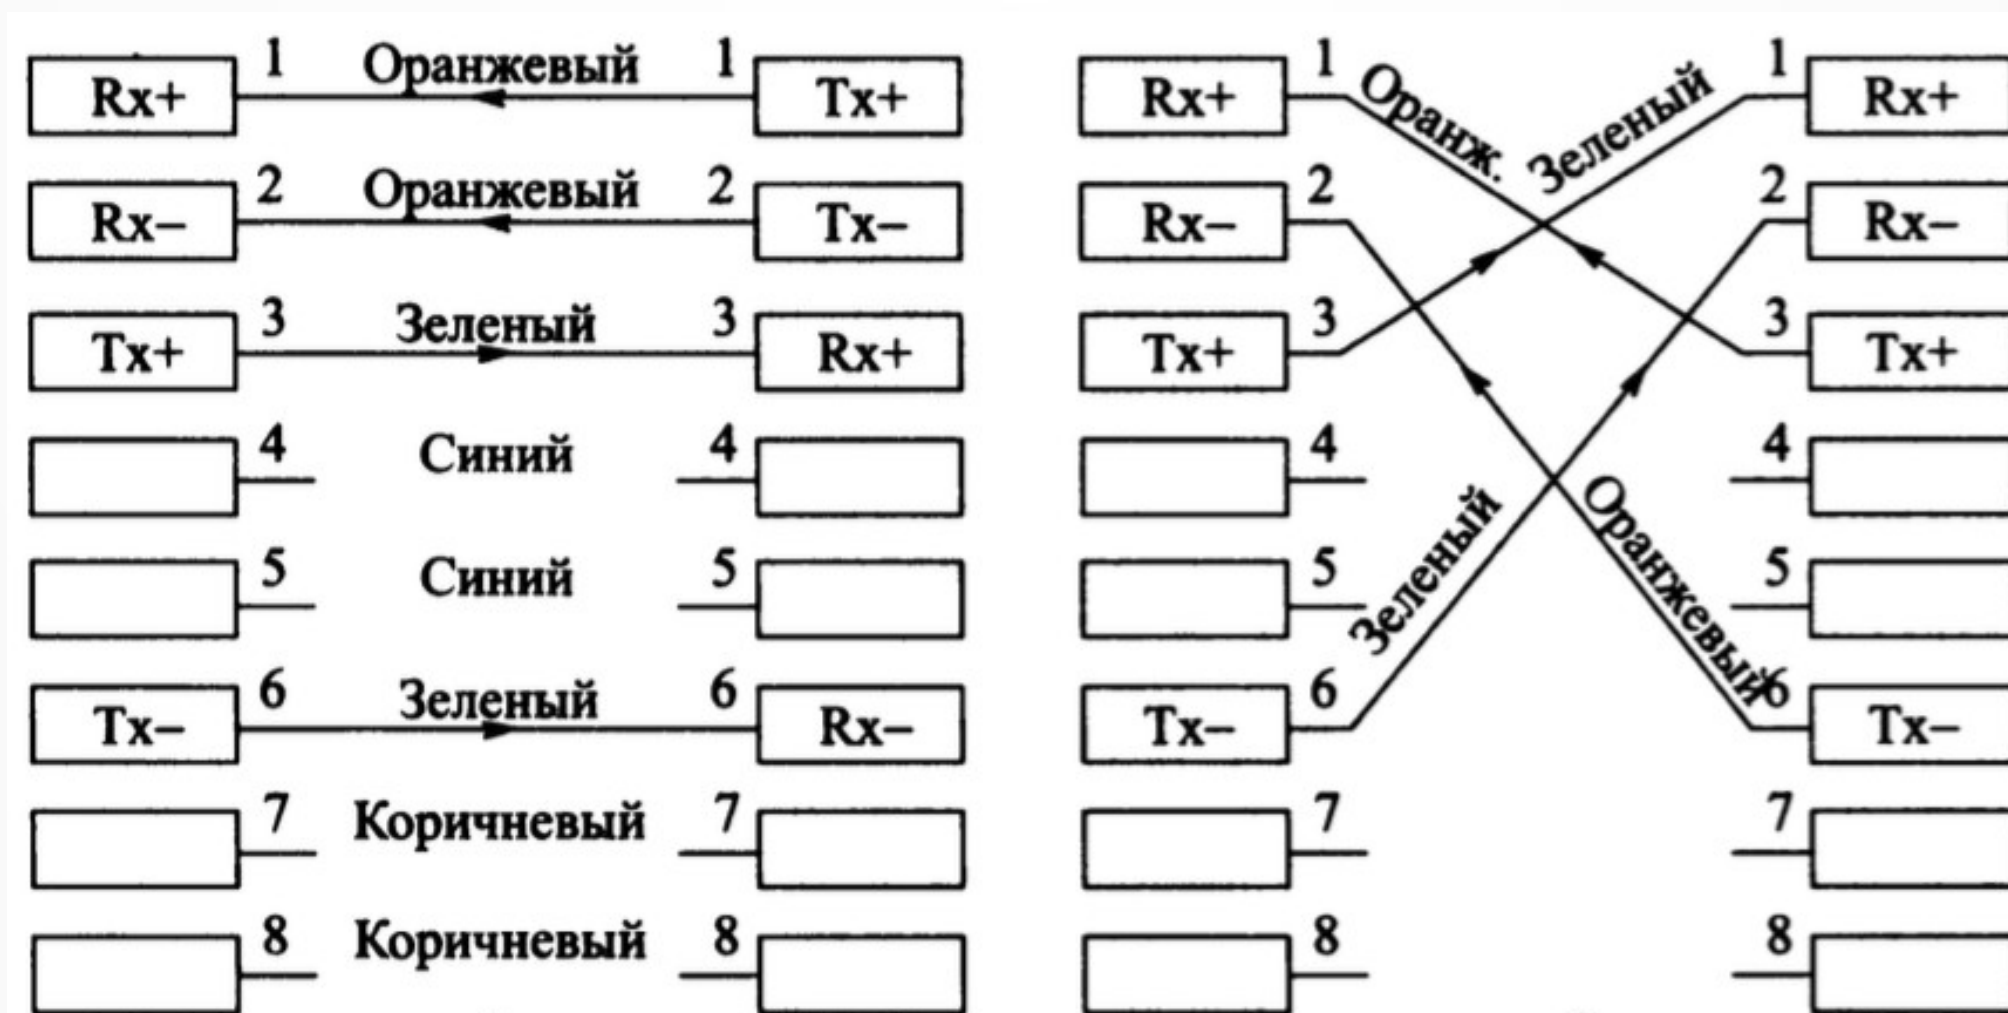 Rx+ 1 Оранжевый 1 Tx+
Rx– 2 Оранжевый 2 Tx–
Tx+ 3 Зеленый 3 Rx+
4 Синий 4
5 Синий 5
Tx– 6 Зеленый 6 Rx–
7 Коричневый 7
8 Коричневый 8
Rx+ 1 Оранж. Зеленый 1 Rx+
Rx– 2 2 Rx–
Tx+ 3 3 Tx+
4 4
5 Зеленый Оранжевый 5
Tx– 6 6 Tx–
7 7
8 8